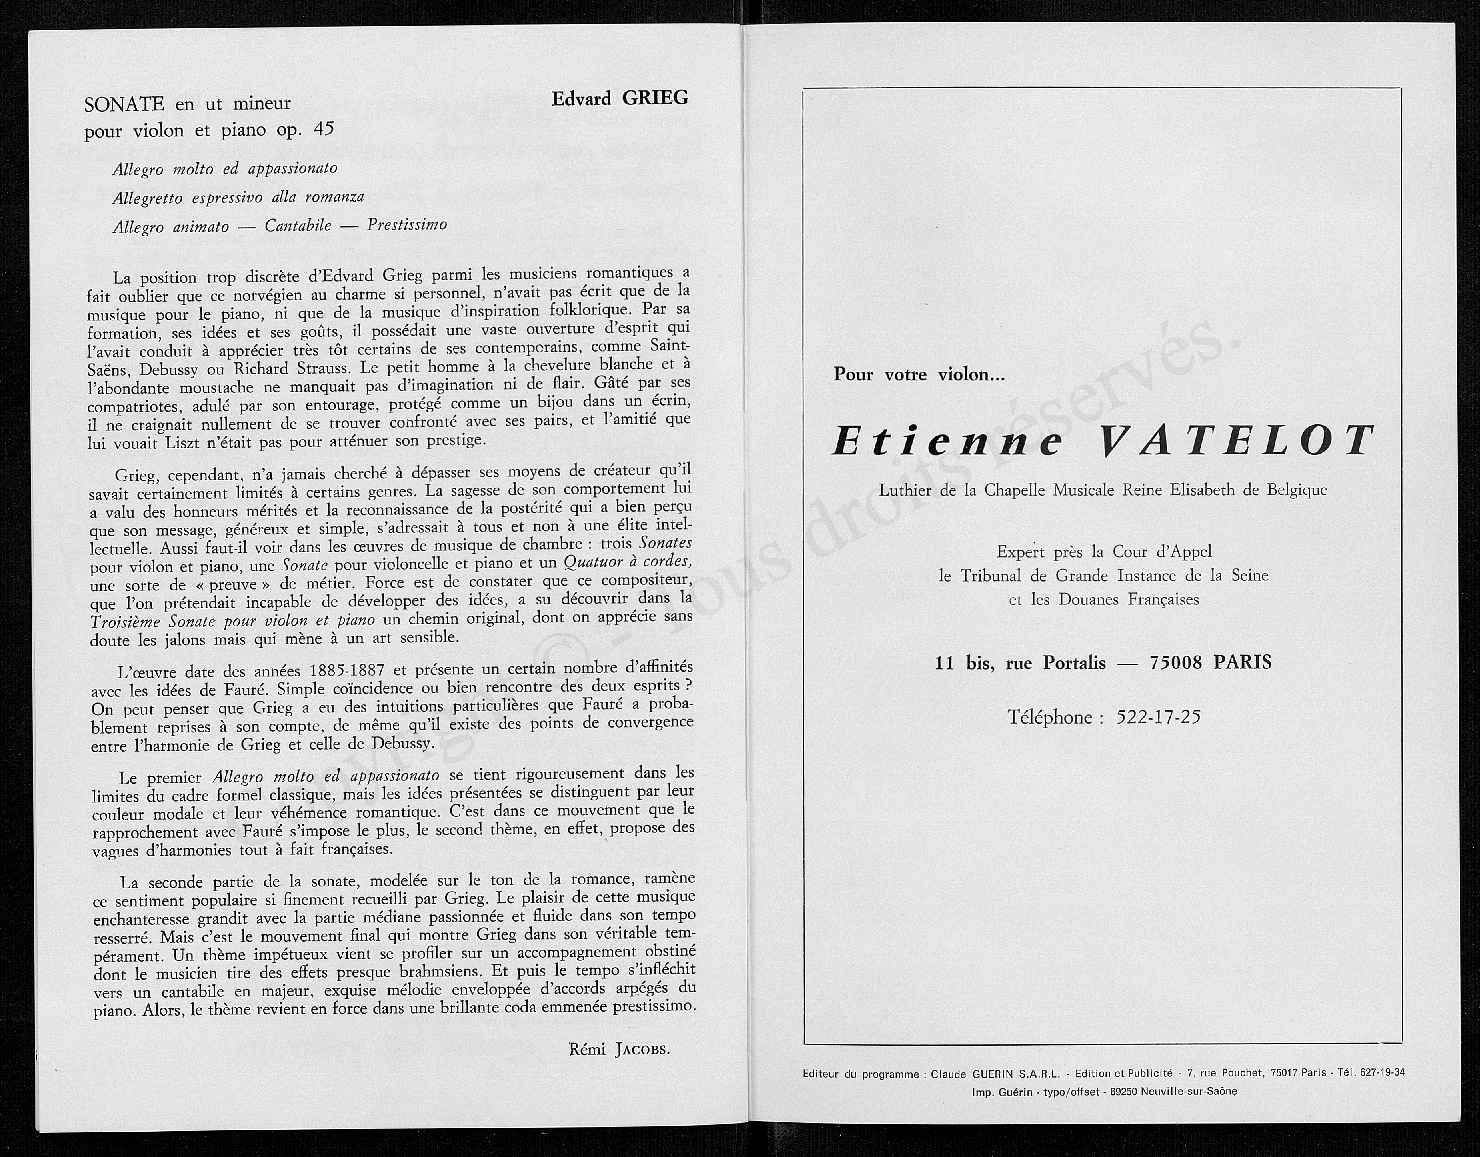 SONATE en ut mineur
Edvard GRIEG
pour violon et piano op. 45
Allegro molto ed appassionato
Allegretto espressivo alla romanza
Allegro animato — Cantabile — Prestissimo
La position trop discrète d'Edvard Grieg parmi les musiciens romantiques a
fait oublier que ce norvégien au charme si personnel, n'avait pas écrit que de la
musique pour le piano, ni que de la musique d'inspiration folklorique. Par sa
formation, ses idées et ses goûts, il possédait une vaste ouverture d'esprit qui
l'avait conduit à apprécier très tôt certains de ses contemporains, comme Saint-
Saëns, Debussy ou Richard Strauss. Le petit homme à la chevelure blanche et à
l'abondante moustache ne manquait pas d'imagination ni de flair. Gâté par ses
compatriotes, adulé par son entourage, protégé comme un bijou dans un écrin,
il ne craignait nullement de se trouver confronté avec ses pairs, et l'amitié que
lui vouait Liszt n'était pas pour atténuer son prestige.
Grieg, cependant, n'a jamais cherché à dépasser ses moyens de créateur qu'il
savait certainement limités à certains genres. La sagesse de son comportement lui
a valu des honneurs mérités et la reconnaissance de la postérité qui a bien perçu
que son message, généreux et simple, s'adressait à tous et non à une élite intel-
lectuelle. Aussi faut-il voir dans les œuvres de musique de chambre : trois Sonates
pour violon et piano, une Sonate pour violoncelle et piano et un Quatuor à cordes,
une sorte de « preuve » de métier. Force est de constater que ce compositeur,
que l'on prétendait incapable de développer des idées, a su découvrir dans la
Troisième Sonate pour violon et piano un chemin original, dont on apprécie sans
doute les jalons mais qui mène à un art sensible.
L'œuvre date des années 1885-1887 et présente un certain nombre d'affinités
avec les idées de Fauré. Simple coïncidence ou bien rencontre des deux esprits ?
On peut penser que Grieg a eu des intuitions particulières que Fauré a proba-
blement reprises à son compte, de même qu'il existe des points de convergence
entre l'harmonie de Grieg et celle de Debussy.
Le premier Allegro molto ed appassionato se tient rigoureusement dans les
limites du cadre formel classique, mais les idées présentées se distinguent par leur
couleur modale et leur véhémence romantique. C'est dans ce mouvement que le
rapprochement avec Fauré s'impose le plus, le second thème, en effet, propose des
vagues d'harmonies tout à fait françaises.
La seconde partie de la sonate, modelée sur le ton de la romance, ramène
ce sentiment populaire si finement recueilli par Grieg. Le plaisir de cette musique
enchanteresse grandit avec la partie médiane passionnée et fluide dans son tempo
resserré. Mais c'est le mouvement final qui montre Grieg dans son véritable tem-
pérament. Un thème impétueux vient se profiler sur un accompagnement obstiné
dont le musicien tire des effets presque brahmsiens. Et puis le tempo s'infléchit
vers un cantabile en majeur, exquise mélodie enveloppée d'accords arpégés du
piano. Alors, le thème revient en force dans une brillante coda emmenée prestissimo.
Rémi JACOBS.
Pour votre violon...
Etienne VATELOT
Luthier de la Chapelle Musicale Reine Elisabeth de Belgique
Expert près la Cour d'Appel
le Tribunal de Grande Instance de la Seine
et les Douanes Françaises
11 bis, rue Portalis — 75008 PARIS
Téléphone : 522-17-25
Editeur du programme : Claude GUERIN S.A.R.L. - Edition et Publicité - 7, rue Pouchet, 75017 Paris - Tél. 627-19-34
Imp. Guérin - typo/offset - 69250 Neuville-sur-Saône
Copyright © - Tous droits réservés.